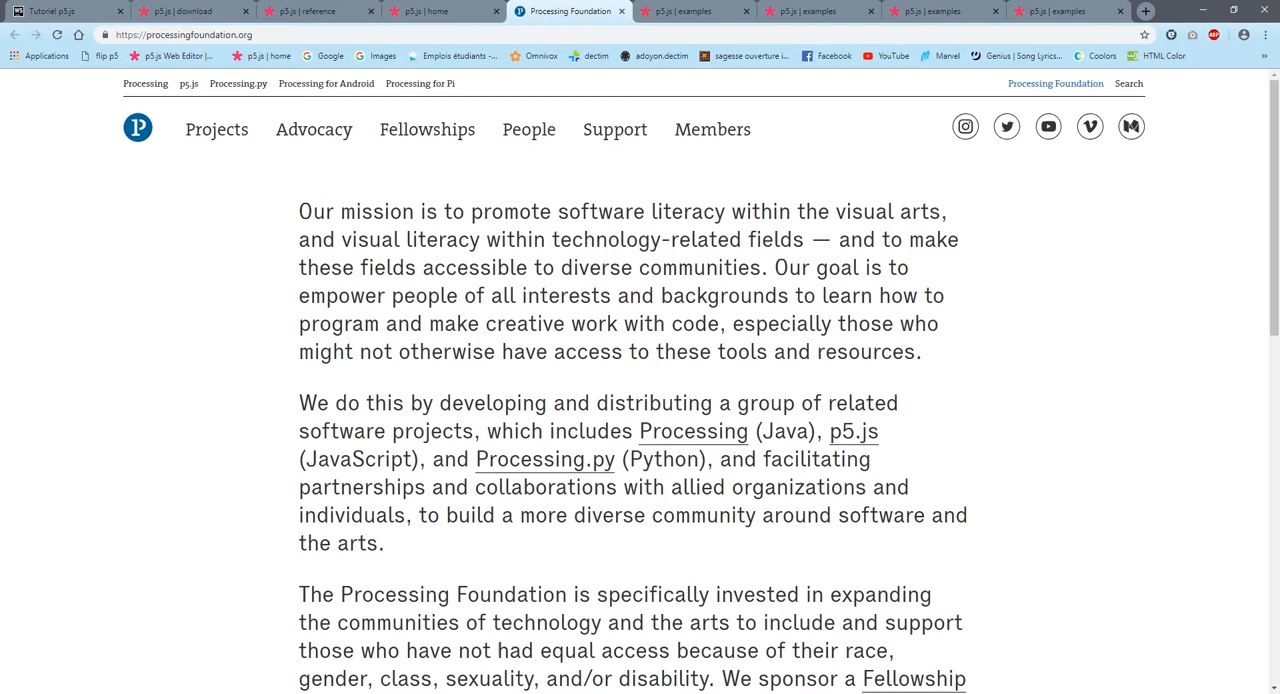 Tutoriel p5js
p5.js | download
p5.js | reference
p5.js | home
Processing Foundation
p5.js | examples
p5.js | examples
p5.js | examples
p5.js | examples
https://processingfoundation.org
Applications
flip p5
p5.js Web Editor |...
p5.js | home
Google
Images
Emplois étudiants -...
Omnivox
dectim
adoyon.dectim
sagesse ouverture i...
Facebook
YouTube
Marvel
Genius | Song Lyrics...
Coolors
HTML Color
»
Processing p5.js Processing.py Processing for Android Processing for Pi
Processing Foundation Search
Projects Advocacy Fellowships People Support Members
Our mission is to promote software literacy within the visual arts,
and visual literacy within technology-related fields — and to make
these fields accessible to diverse communities. Our goal is to
empower people of all interests and backgrounds to learn how to
program and make creative work with code, especially those who
might not otherwise have access to these tools and resources.
We do this by developing and distributing a group of related
software projects, which includes Processing (Java), p5.js
(JavaScript), and Processing.py (Python), and facilitating
partnerships and collaborations with allied organizations and
individuals, to build a more diverse community around software and
the arts.
The Processing Foundation is specifically invested in expanding
the communities of technology and the arts to include and support
those who have not had equal access because of their race,
gender, class, sexuality, and/or disability. We sponsor a Fellowship